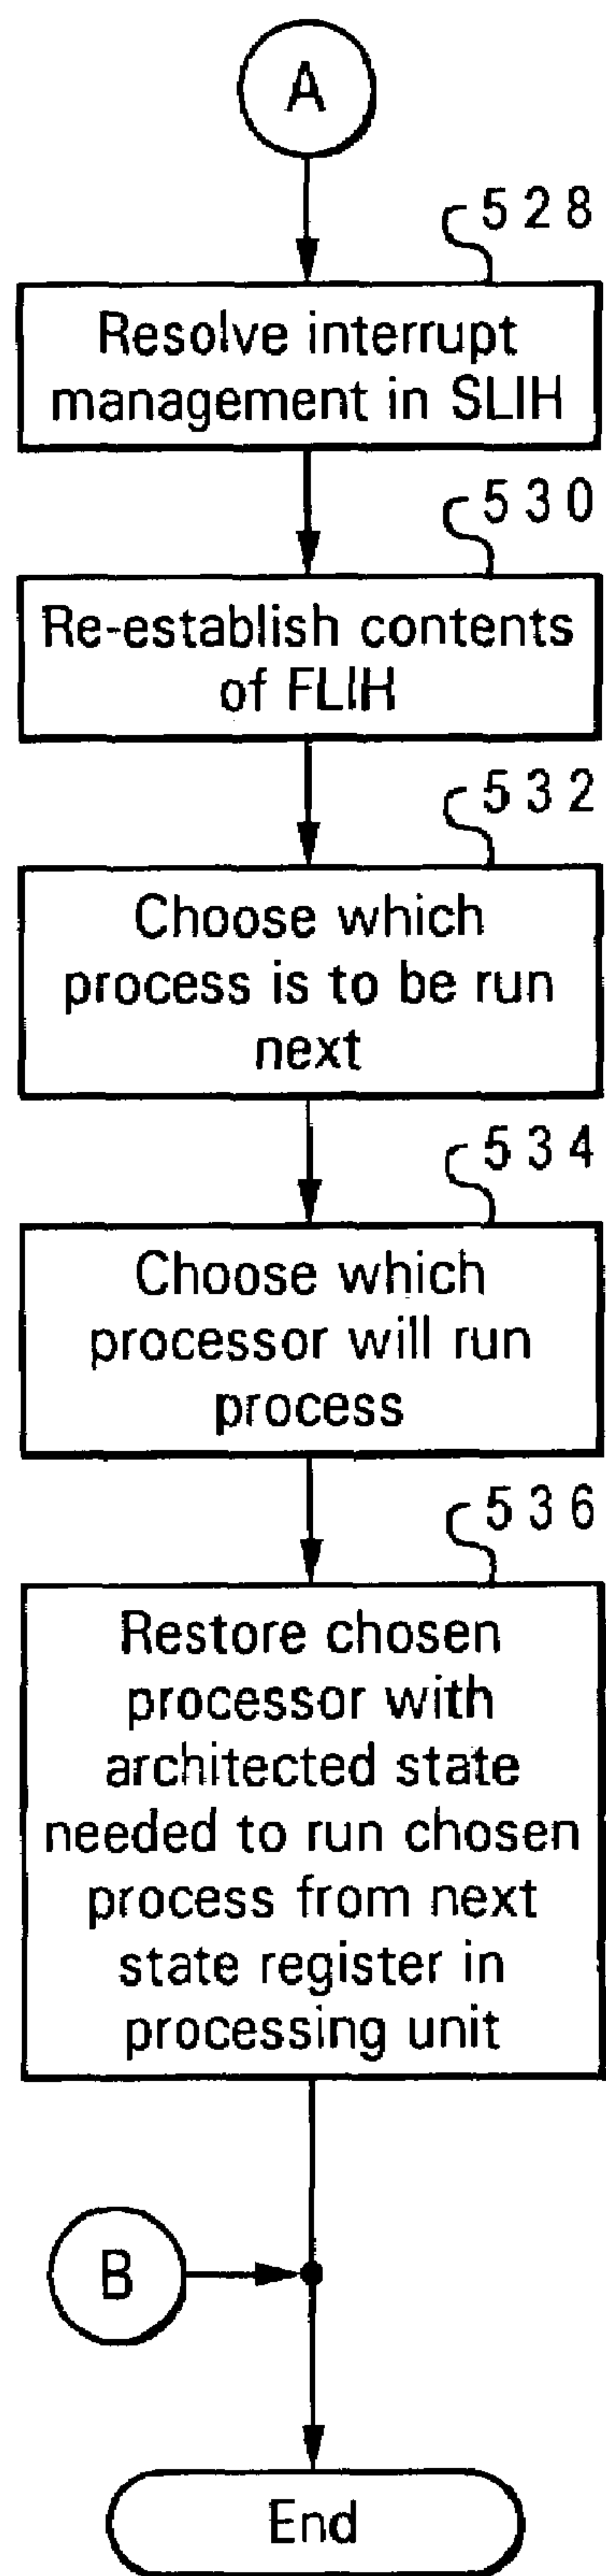 A
528
Resolve interrupt
management in SLIH
530
Re-establish contents
of FLIH
532
Choose which
process is to be run
next
534
Choose which
processor will run
process
536
Restore chosen
processor with
architected state
needed to run chosen
process from next
state register in
processing unit
B
End